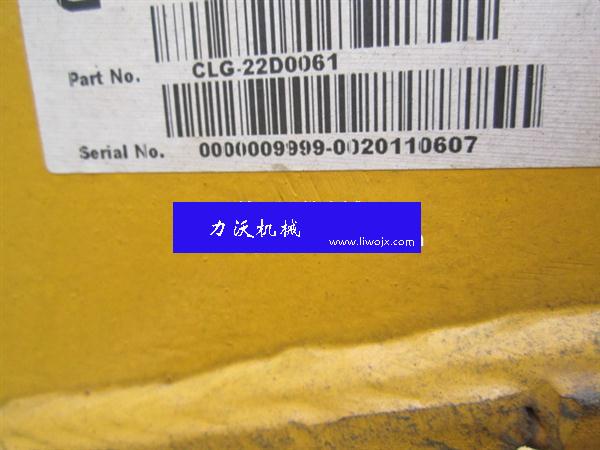 Part No. CLG-22D0061
Serial No. 0000009999-0020110607
力沃机械
www.liwojx.com